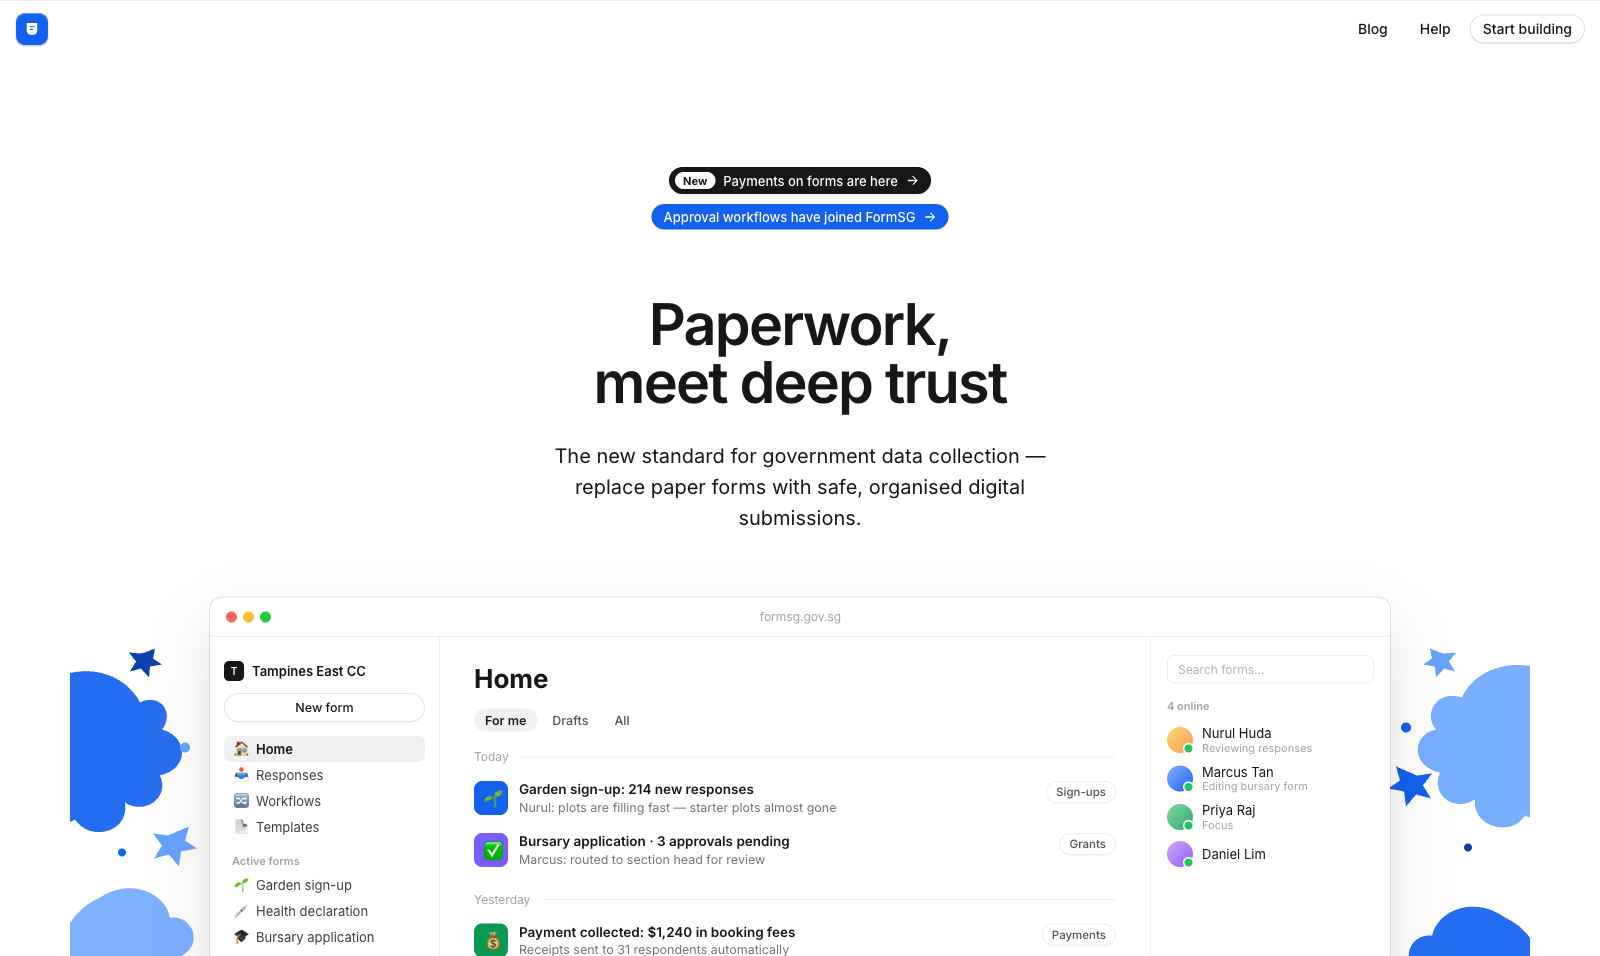 Blog
Help
Start building
New Payments on forms are here →
Approval workflows have joined FormSG →
Paperwork,
meet deep trust
The new standard for government data collection —
replace paper forms with safe, organised digital
submissions.
formsg.gov.sg
T Tampines East CC
New form
Home
Responses
Workflows
Templates
Active forms
Garden sign-up
Health declaration
Bursary application
Home
For me
Drafts
All
Today
Garden sign-up: 214 new responses
Nurul: plots are filling fast — starter plots almost gone
Sign-ups
Bursary application · 3 approvals pending
Marcus: routed to section head for review
Grants
Yesterday
Payment collected: $1,240 in booking fees
Receipts sent to 31 respondents automatically
Payments
Search forms...
4 online
Nurul Huda
Reviewing responses
Marcus Tan
Editing bursary form
Priya Raj
Focus
Daniel Lim